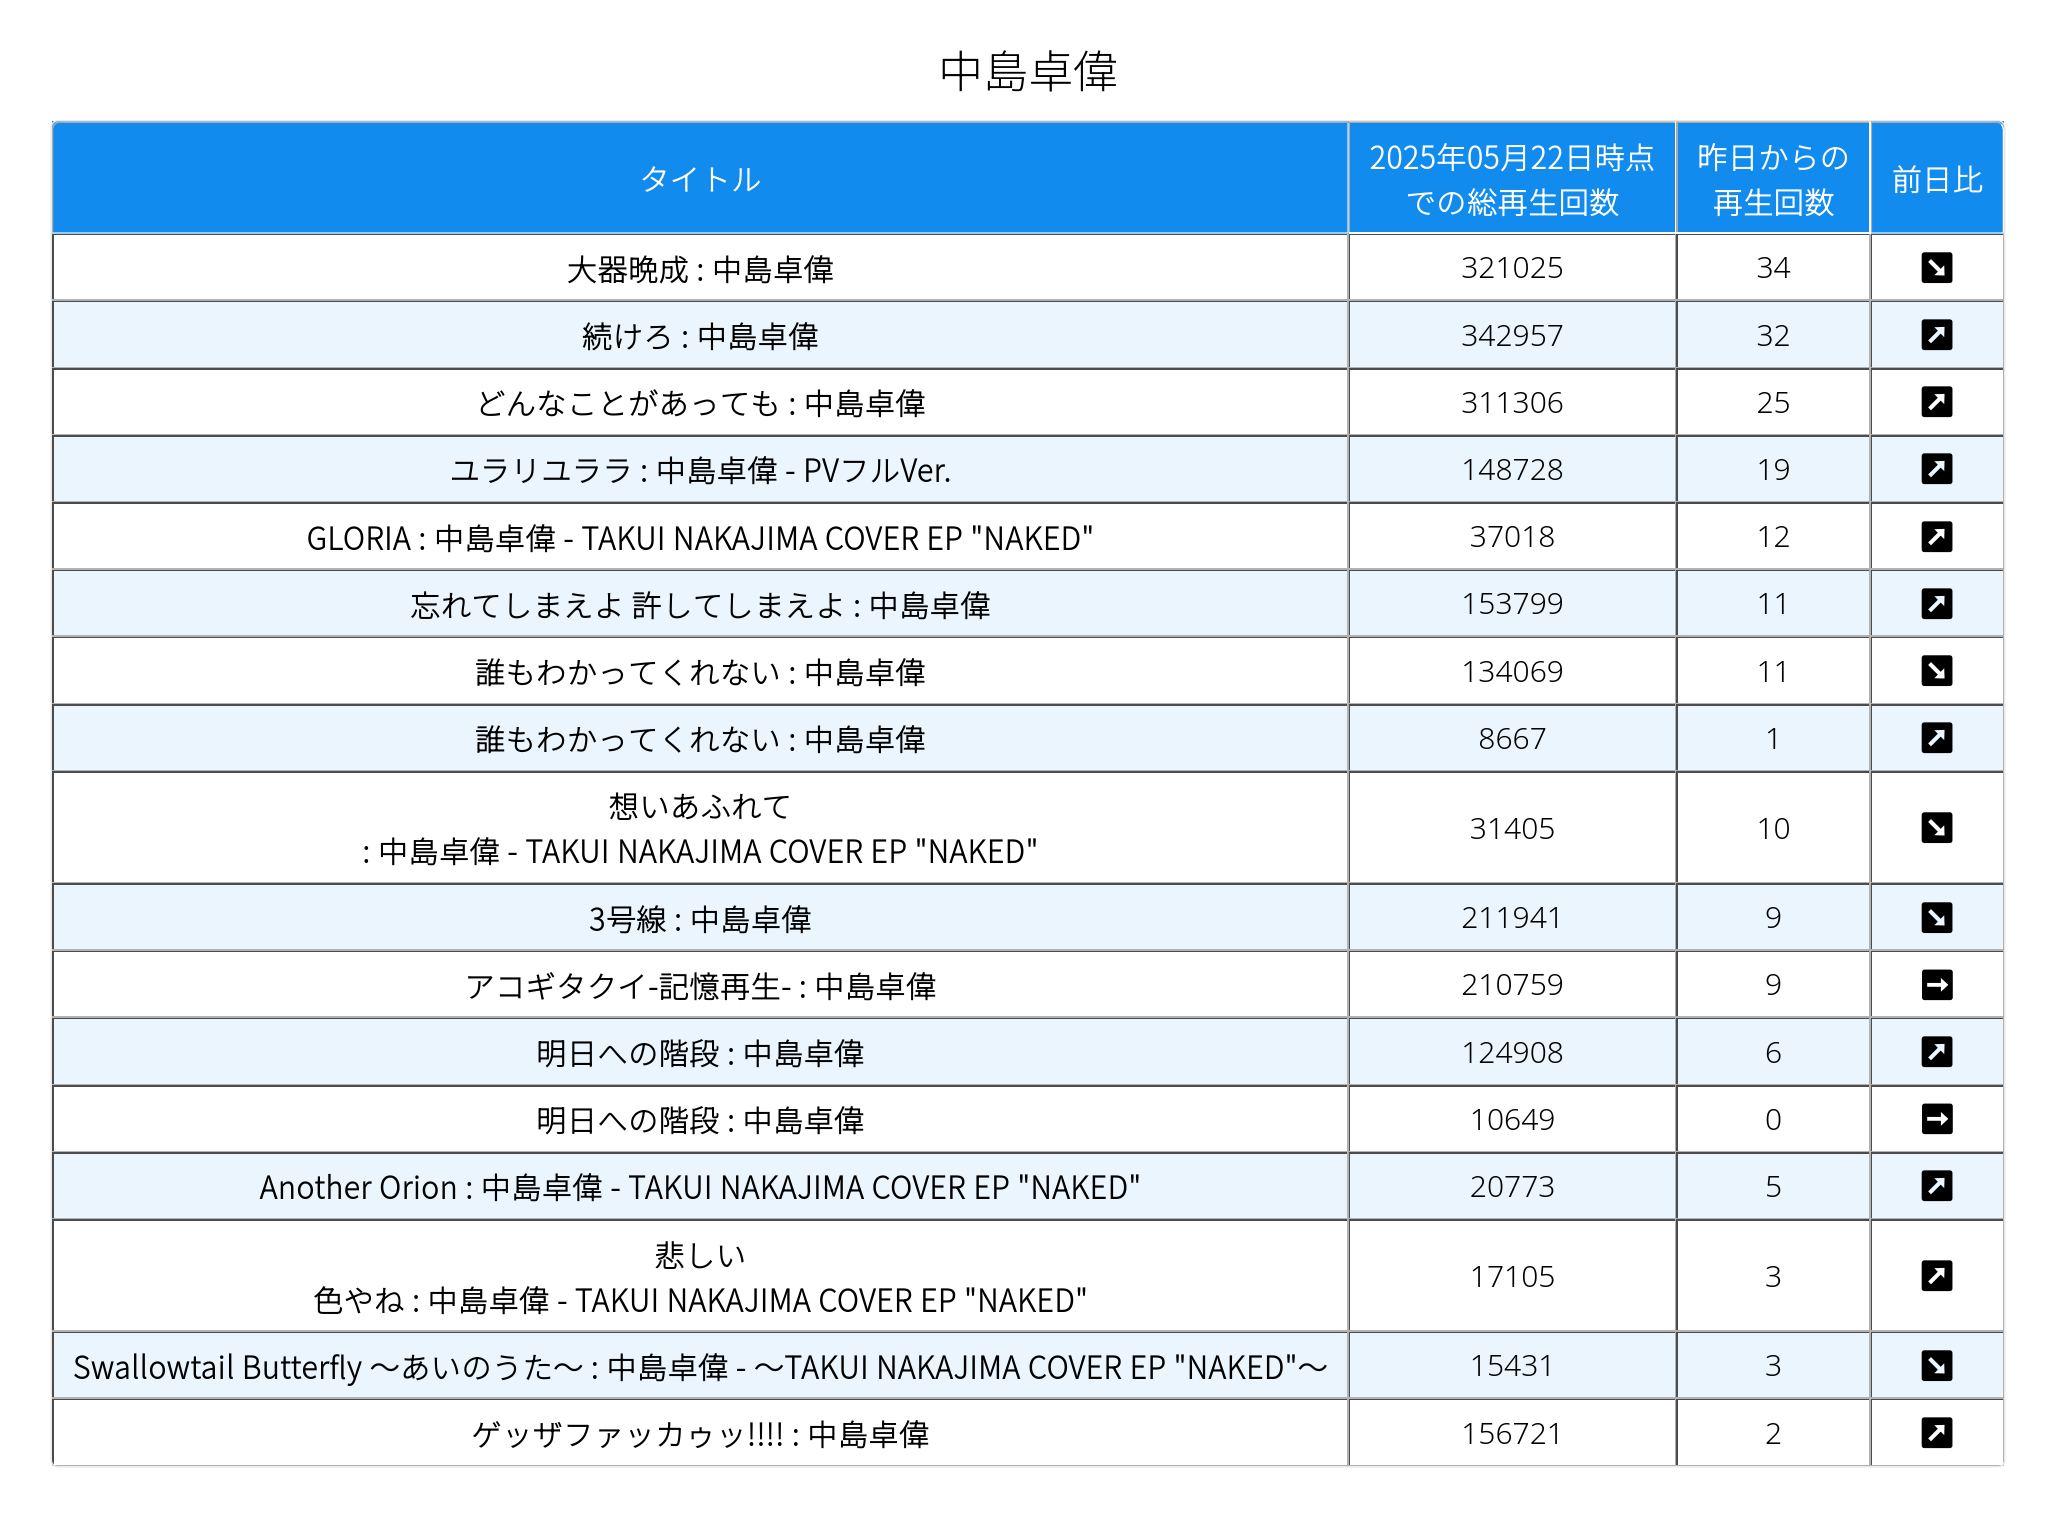 中島卓偉
タイトル
2025年05月22日時点
での総再生回数
昨日からの
再生回数
前日比
大器晩成 : 中島卓偉 321025 34 ↘
続けろ : 中島卓偉 342957 32 ↗
どんなことがあっても : 中島卓偉 311306 25 ↗
ユラリユララ : 中島卓偉 - PVフルVer. 148728 19 ↗
GLORIA : 中島卓偉 - TAKUI NAKAJIMA COVER EP "NAKED" 37018 12 ↗
忘れてしまえよ 許してしまえよ : 中島卓偉 153799 11 ↗
誰もわかってくれない : 中島卓偉 134069 11 ↘
誰もわかってくれない : 中島卓偉 8667 1 ↗
想いあふれて
: 中島卓偉 - TAKUI NAKAJIMA COVER EP "NAKED" 31405 10 ↘
3号線 : 中島卓偉 211941 9 ↘
アコギタクイ-記憶再生- : 中島卓偉 210759 9 →
明日への階段 : 中島卓偉 124908 6 ↗
明日への階段 : 中島卓偉 10649 0 →
Another Orion : 中島卓偉 - TAKUI NAKAJIMA COVER EP "NAKED" 20773 5 ↗
悲しい
色やね : 中島卓偉 - TAKUI NAKAJIMA COVER EP "NAKED" 17105 3 ↗
Swallowtail Butterfly 〜あいのうた〜 : 中島卓偉 - 〜TAKUI NAKAJIMA COVER EP "NAKED"〜 15431 3 ↘
ゲッザファッカゥッ!!!! : 中島卓偉 156721 2 ↗